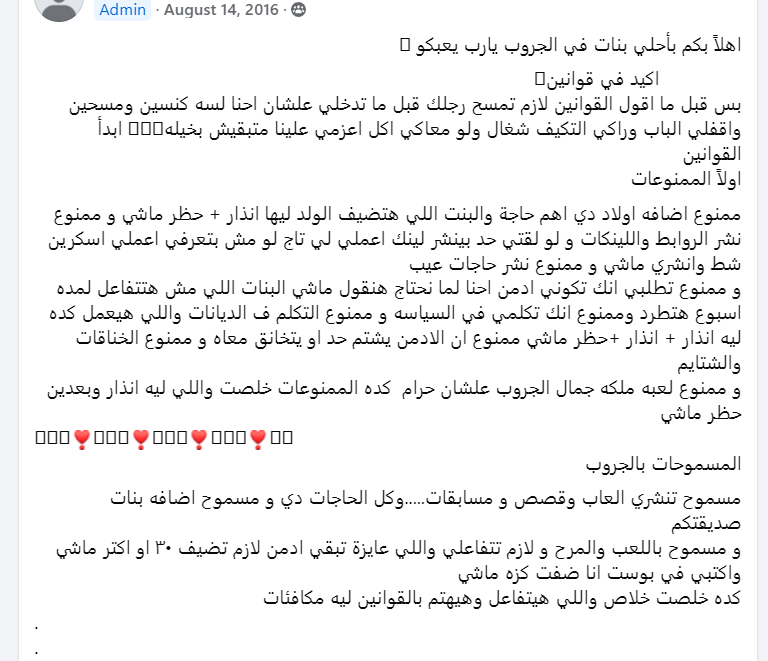 Admin · August 14, 2016 ·
اهلاً بكم بأحلي بنات في الجروب يارب يعبكو
اكيد في قوانين
بس قبل ما اقول القوانين لازم تمسح رجلك قبل ما تدخلي علشان احنا لسه كنسين ومسحين
واقفلي الباب وراكي التكيف شغال ولو معاكي اكل اعزمي علينا متبقيش بخيله ابدأ
القوانين
اولاً الممنوعات
ممنوع اضافه اولاد دي اهم حاجة والبنت اللي هتضيف الولد ليها انذار + حظر ماشي و ممنوع
نشر الروابط واللينكات و لو لقتي حد بينشر لينك اعملي لي تاج لو مش بتعرفي اعملي اسكرين
شط وانشري ماشي و ممنوع نشر حاجات عيب
و ممنوع تطلبي انك تكوني ادمن احنا لما نحتاج هنقول ماشي البنات اللي مش هتتفاعل لمده
اسبوع هتطرد وممنوع انك تكلمي في السياسه و ممنوع التكلم ف الديانات واللي هيعمل كده
ليه انذار + انذار +حظر ماشي ممنوع ان الادمن يشتم حد او يتخانق معاه و ممنوع الخناقات
والشتايم
و ممنوع لعبه ملكه جمال الجروب علشان حرام كده الممنوعات خلصت واللي ليه انذار وبعدين
حظر ماشي
❣️❣️❣️❣️
المسموحات بالجروب
مسموح تنشري العاب وقصص و مسابقات.....وكل الحاجات دي و مسموح اضافه بنات
صديقتكم
و مسموح باللعب والمرح و لازم تتفاعلي واللي عايزة تبقي ادمن لازم تضيف ٣٠ او اكتر ماشي
واكتبي في بوست انا ضفت كزه ماشي
كده خلصت خلاص واللي هيتفاعل وهيهتم بالقوانين ليه مكافئات
.
.